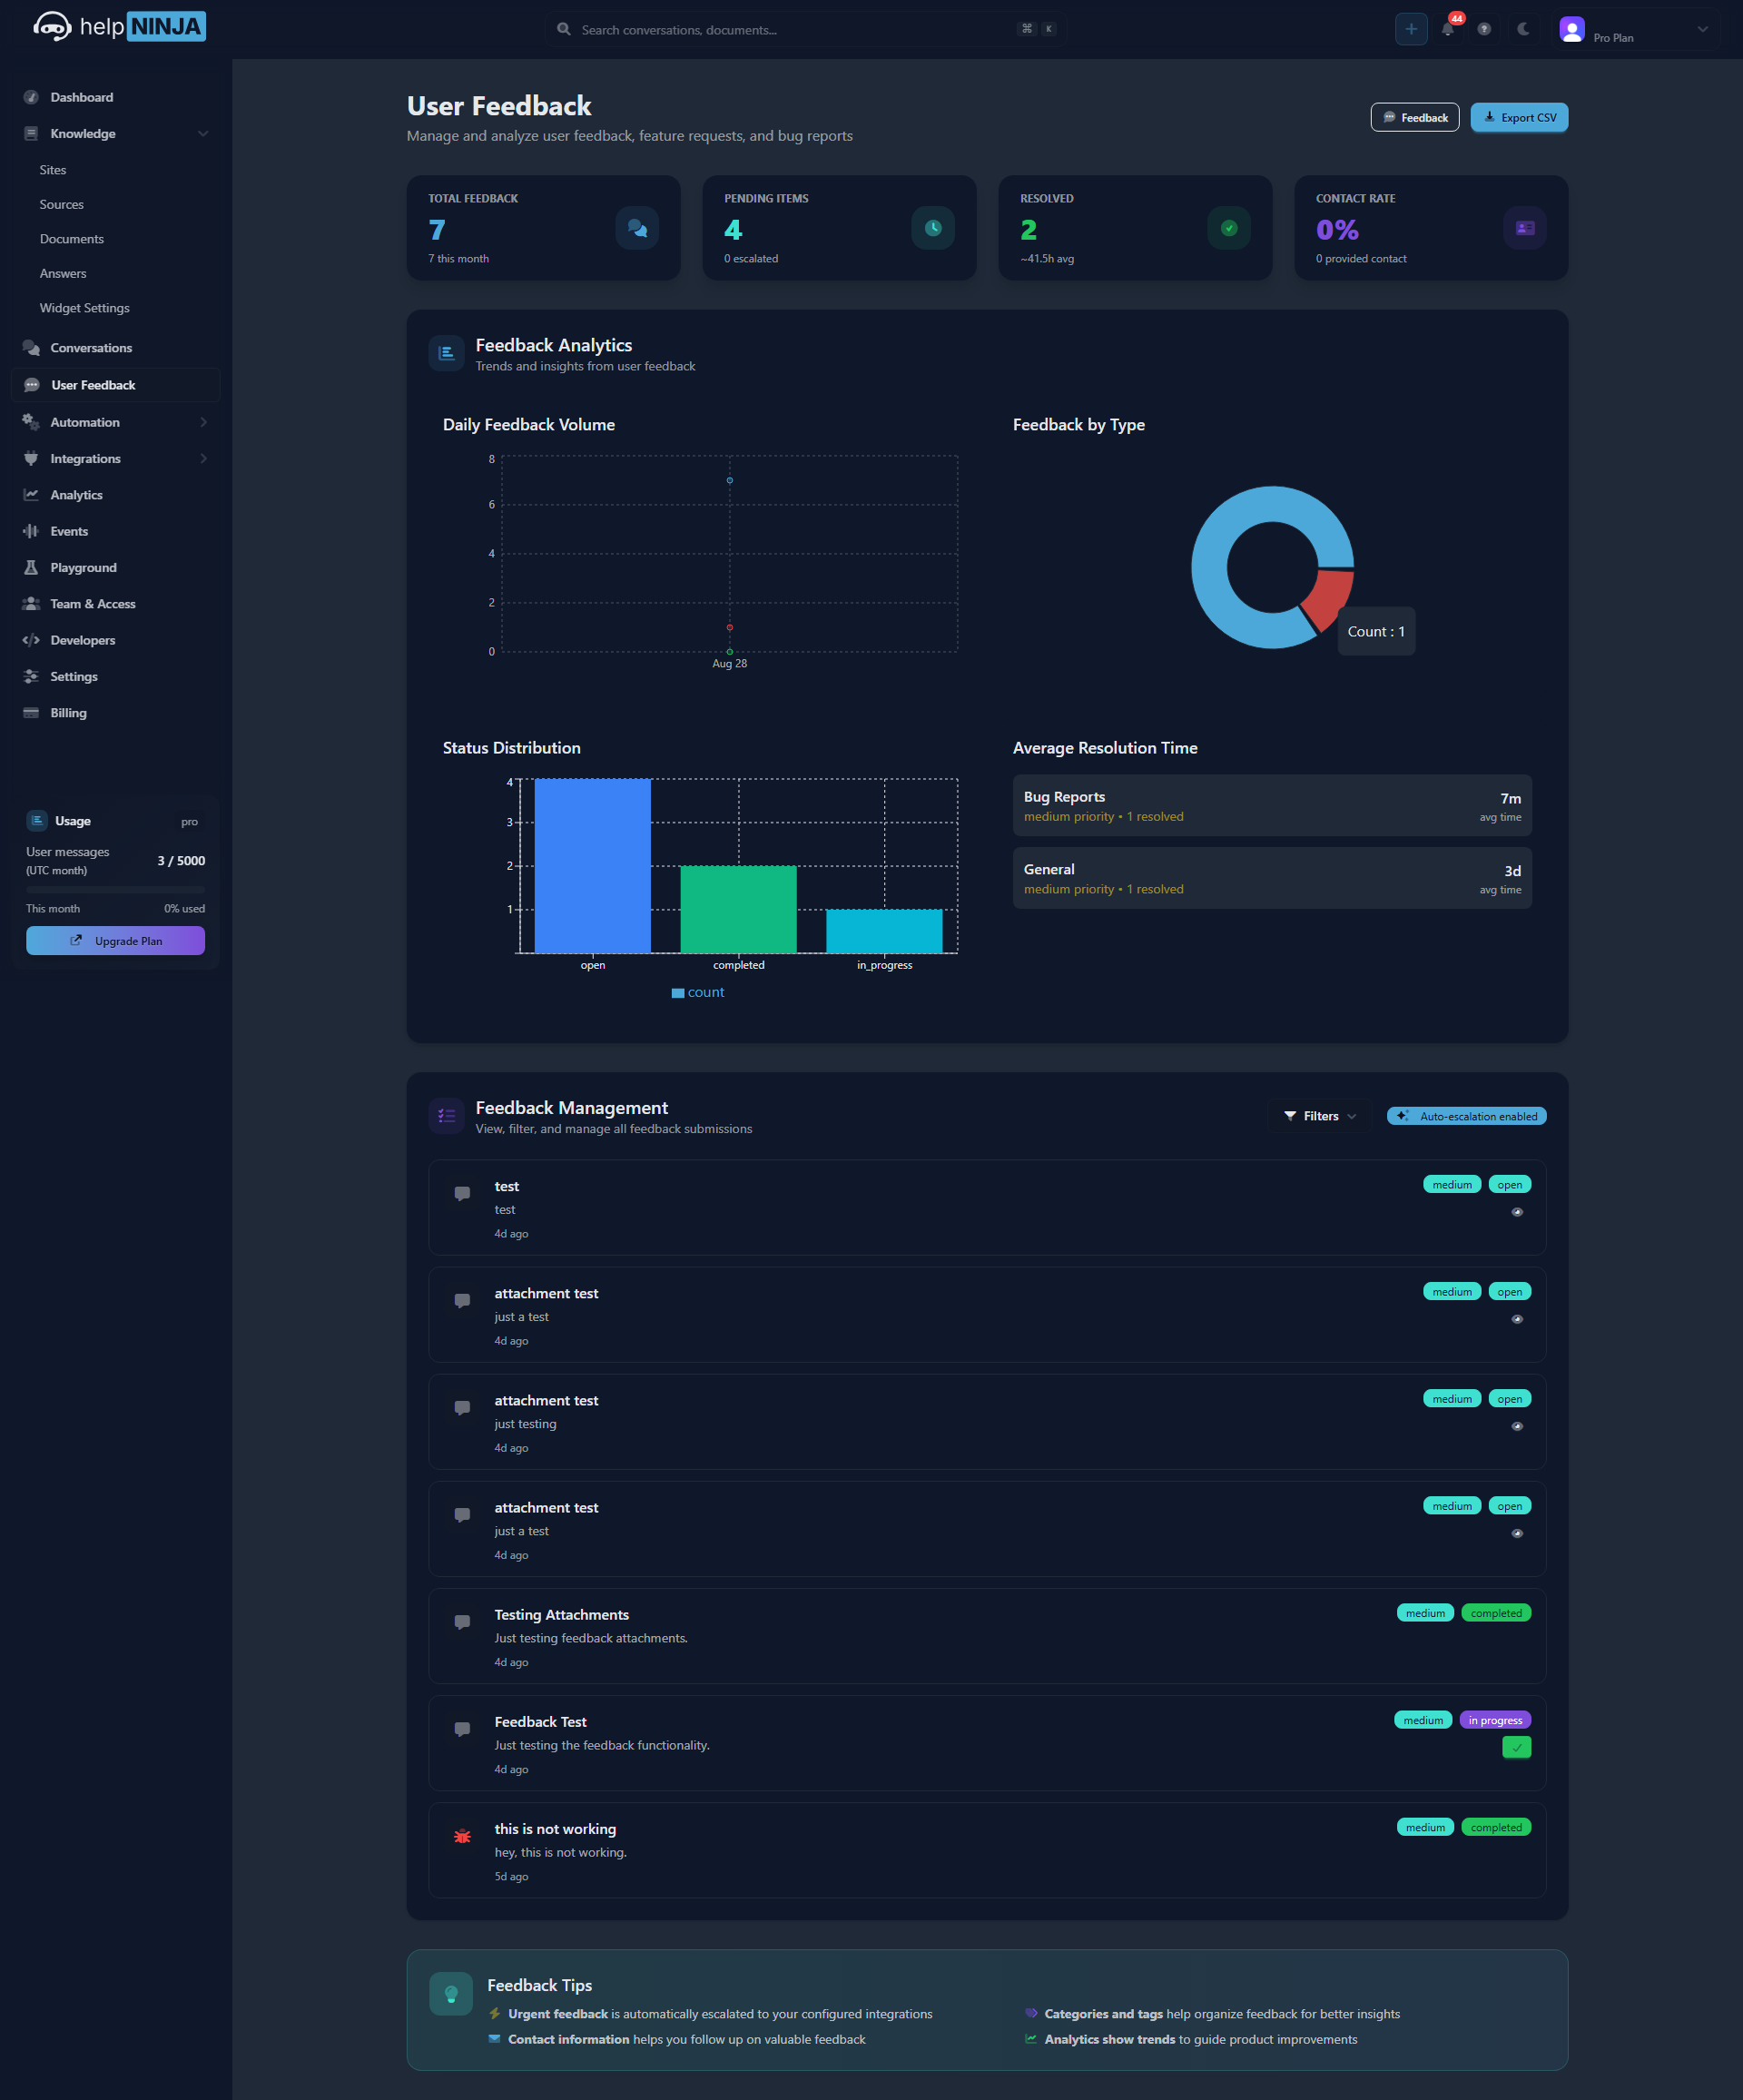 help NINJA
Search conversations, documents...
⌘ K
44
Pro Plan
Dashboard
Knowledge
Sites
Sources
Documents
Answers
Widget Settings
Conversations
User Feedback
Automation
Integrations
Analytics
Events
Playground
Team & Access
Developers
Settings
Billing
Usage
pro
User messages
(UTC month)
3 / 5000
This month
0% used
Upgrade Plan
User Feedback
Manage and analyze user feedback, feature requests, and bug reports
Feedback
Export CSV
TOTAL FEEDBACK
7
7 this month
PENDING ITEMS
4
0 escalated
RESOLVED
2
~41.5h avg
CONTACT RATE
0%
0 provided contact
Feedback Analytics
Trends and insights from user feedback
Daily Feedback Volume
8
6
4
2
0
Aug 28
Feedback by Type
Count : 1
Status Distribution
4
3
2
1
open
completed
in_progress
count
Average Resolution Time
Bug Reports
medium priority • 1 resolved
7m
avg time
General
medium priority • 1 resolved
3d
avg time
Feedback Management
View, filter, and manage all feedback submissions
Filters
Auto-escalation enabled
test
test
4d ago
medium
open
attachment test
just a test
4d ago
medium
open
attachment test
just testing
4d ago
medium
open
attachment test
just a test
4d ago
medium
open
Testing Attachments
Just testing feedback attachments.
4d ago
medium
completed
Feedback Test
Just testing the feedback functionality.
4d ago
medium
in progress
this is not working
hey, this is not working.
5d ago
medium
completed
Feedback Tips
Urgent feedback is automatically escalated to your configured integrations
Categories and tags help organize feedback for better insights
Contact information helps you follow up on valuable feedback
Analytics show trends to guide product improvements